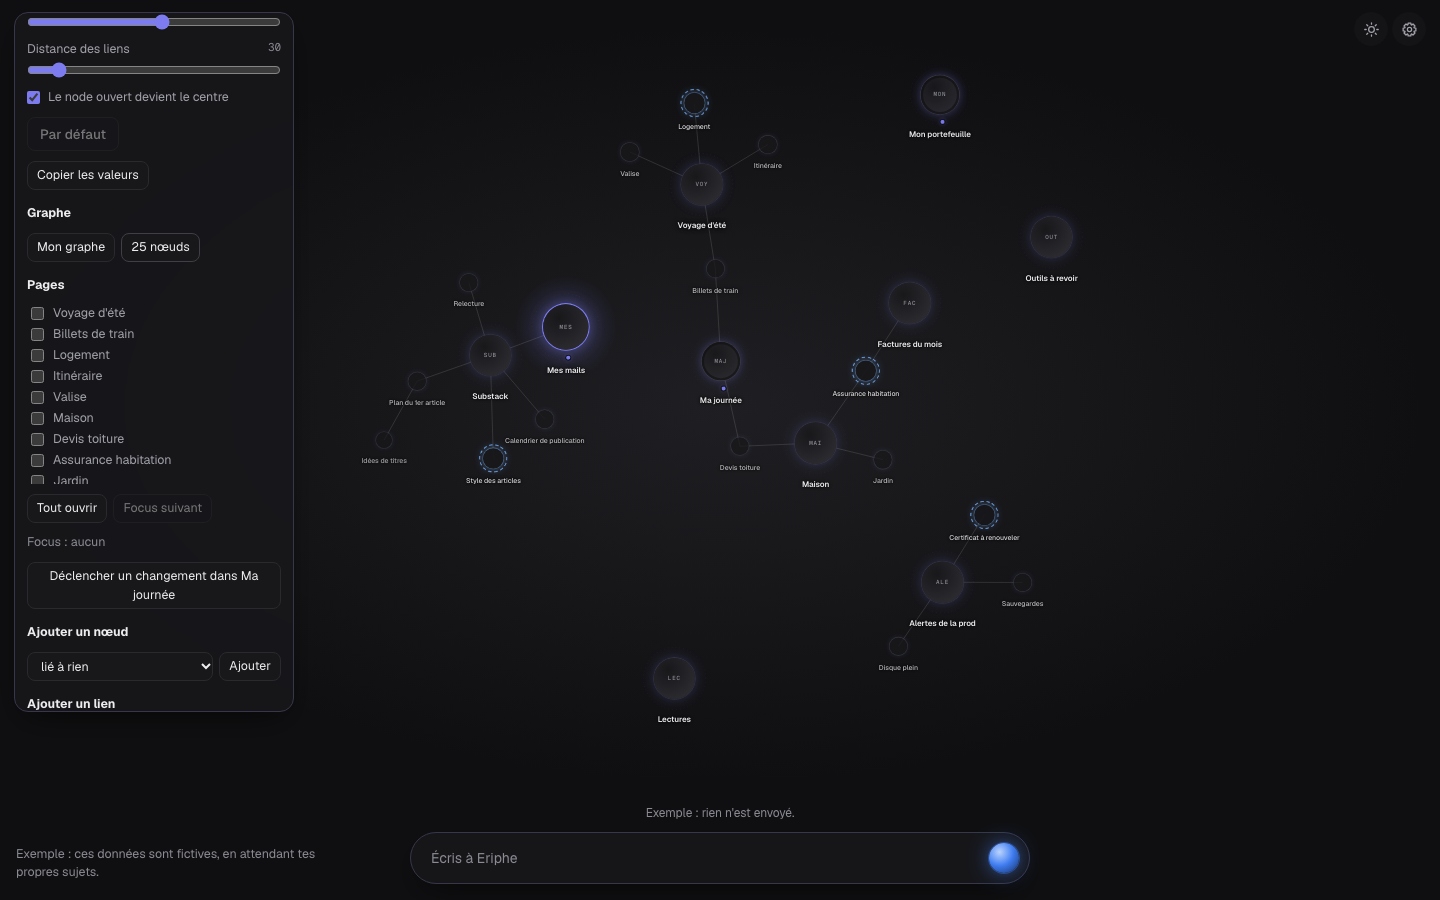 Distance des liens
30
Le node ouvert devient le centre
Par défaut
Copier les valeurs
Graphe
Mon graphe
25 nœuds
Pages
Voyage d'été
Billets de train
Logement
Itinéraire
Valise
Maison
Devis toiture
Assurance habitation
Jardin
Tout ouvrir
Focus suivant
Focus : aucun
Déclencher un changement dans Ma
journée
Ajouter un nœud
lié à rien
Ajouter
Ajouter un lien
MON
Mon portefeuille
Logement
Valise
Itinéraire
VOY
Voyage d'été
OUT
Outils à revoir
Billets de train
Relecture
MES
Mes mails
SUB
Substack
FAC
Factures du mois
MAJ
Ma journée
Assurance habitation
Plan du 1er article
Calendrier de publication
Idées de titres
Style des articles
Devis toiture
MAI
Maison
Jardin
Certificat à renouveler
ALE
Alertes de la prod
Sauvegardes
Disque plein
LEC
Lectures
Exemple : rien n'est envoyé.
Écris à Eriphe
Exemple : ces données sont fictives, en attendant tes
propres sujets.